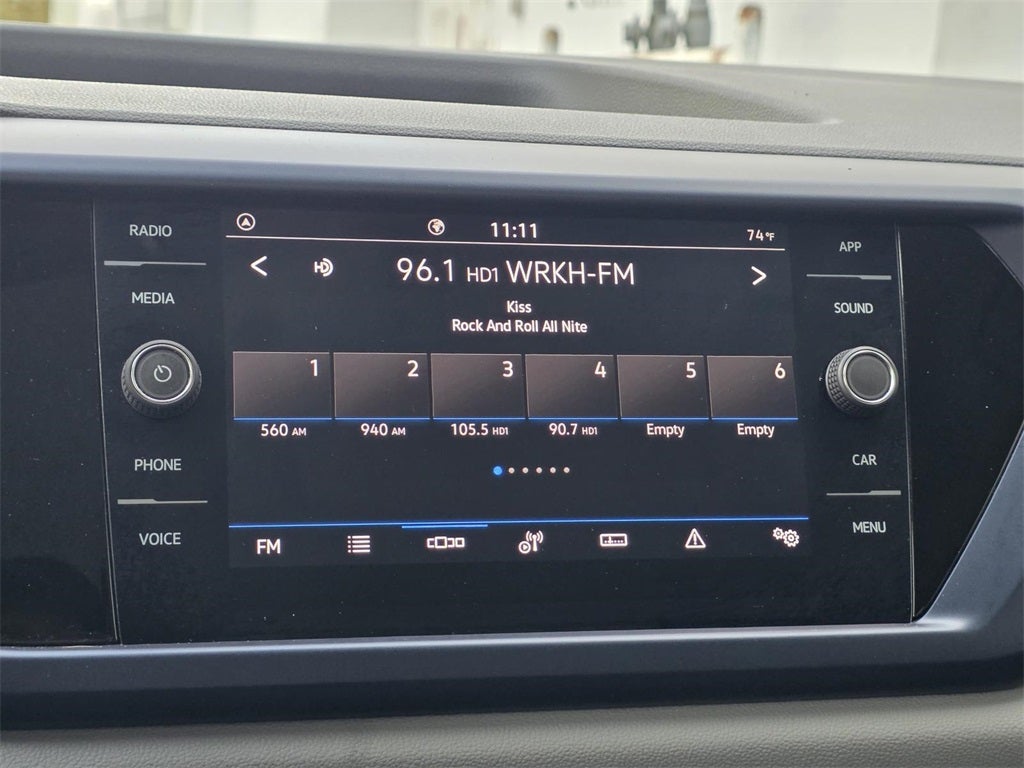 RADIO
MEDIA
PHONE
VOICE
11:11
74°F
< HD 96.1 HD1 WRKH-FM >
Kiss
Rock And Roll All Nite
1 2 3 4 5 6
560 AM 940 AM 105.5 HD1 90.7 HD1 Empty Empty
FM
APP
SOUND
CAR
MENU